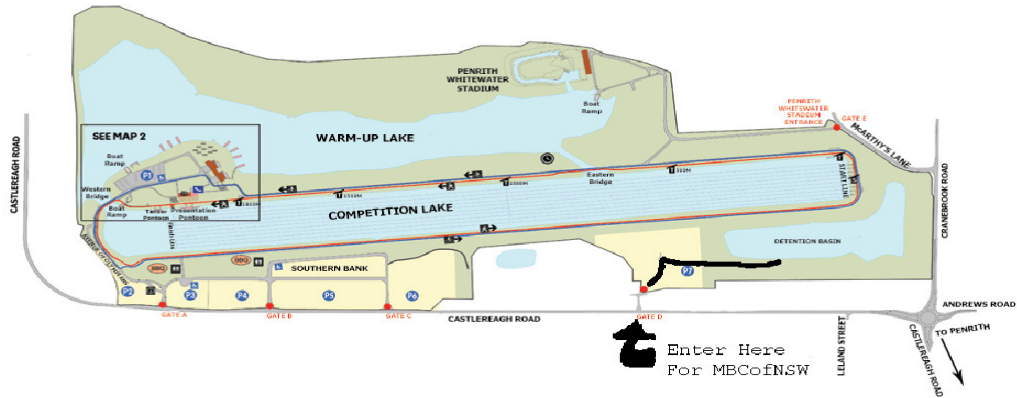 PENRITH
WHITEWATER
STADIUM
Boat
Ramp
PENRITH
WHITEWATER
STADIUM
ENTRANCE
GATE E
McARTHY'S LANE
SEE MAP 2
WARM-UP LAKE
Boat
Ramp
P1
Western
Bridge
Boat
Ramp
Presentation
Pontoon
Eastern
Bridge
COMPETITION LAKE
CASTLEREAGH ROAD
CRANEBROOK ROAD
DETENTION BASIN
BBQ
BBQ
SOUTHERN BANK
P2
P3
P4
P5
P6
P7
GATE A
GATE B
GATE C
GATE D
CASTLEREAGH ROAD
LELAND STREET
ANDREWS ROAD
TO PENRITH
CASTLEREAGH ROAD
Enter Here
For MBCofNSW